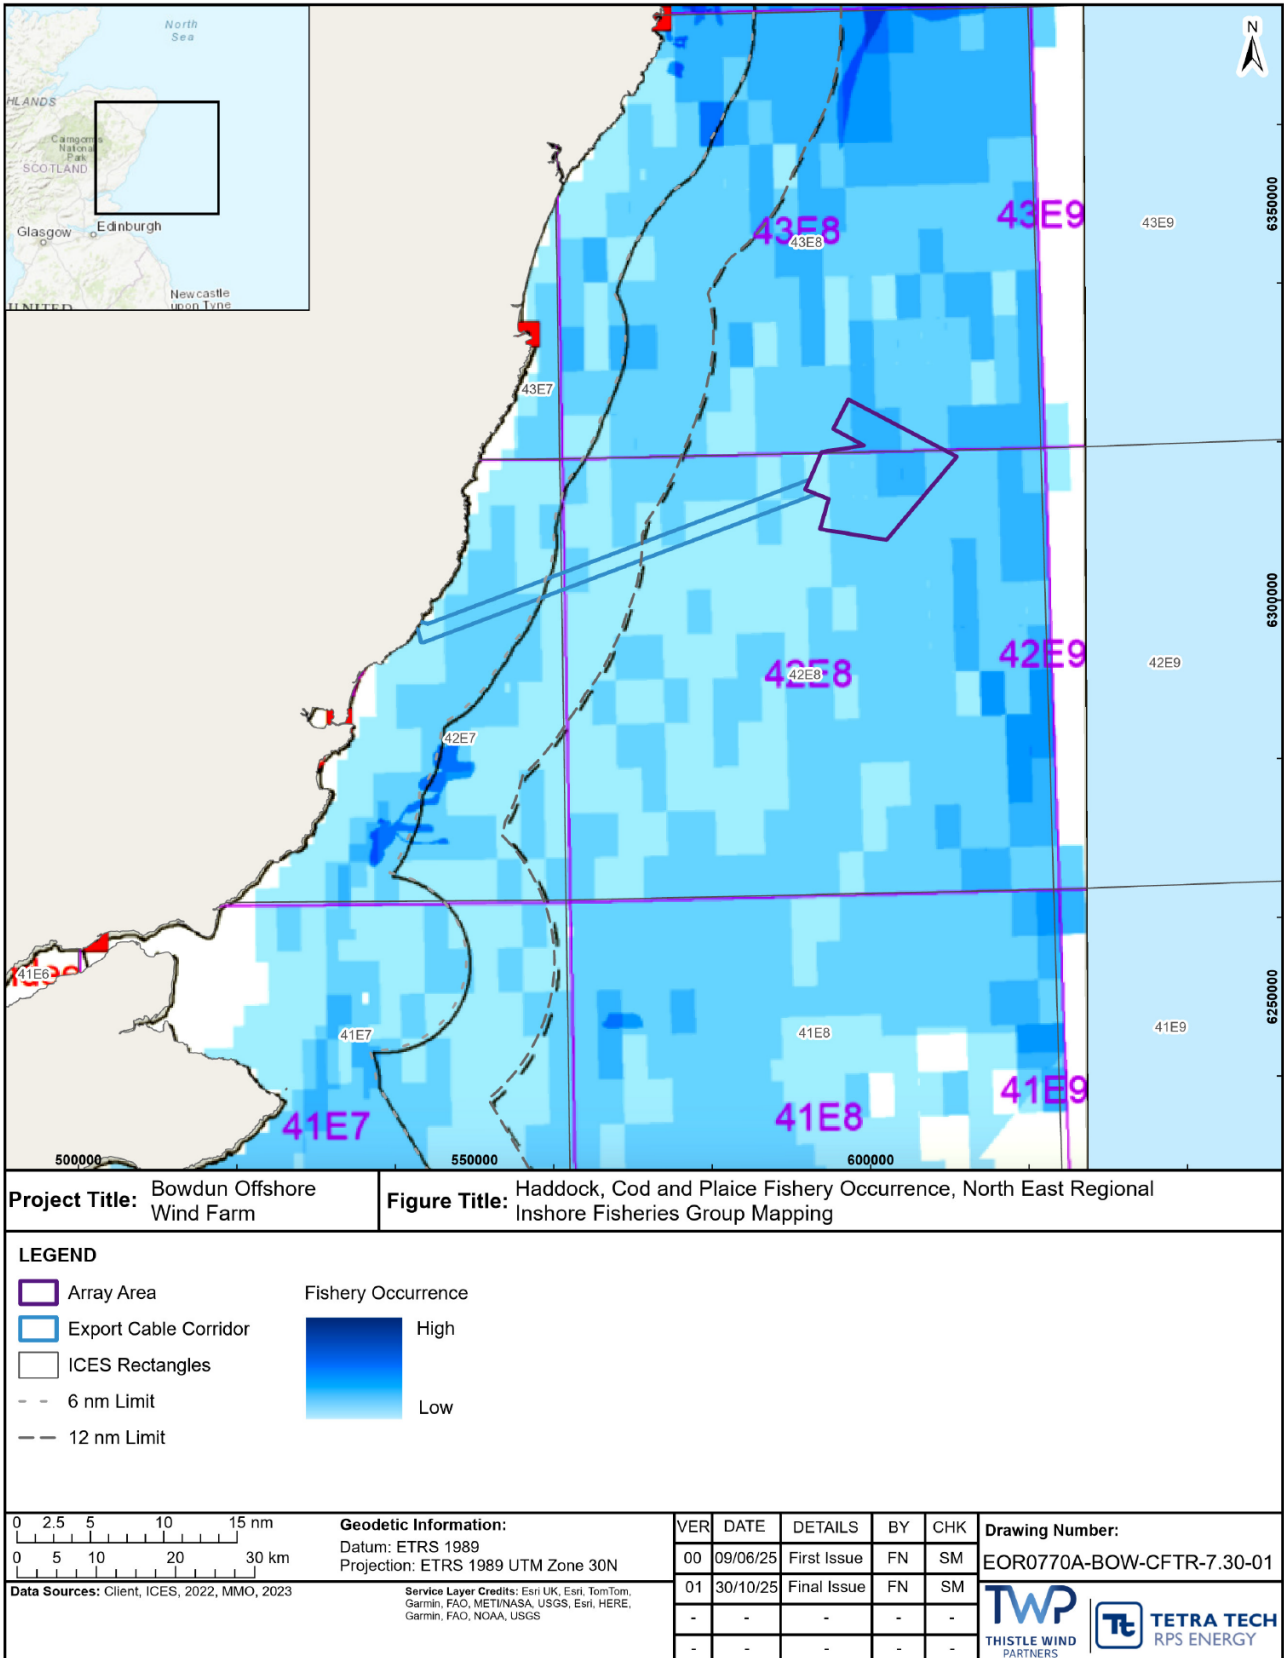 North
Sea
HLANDS
Cairngorms
National
Park
SCOTLAND
Glasgow
Edinburgh
Newcastle
upon Tyne
UNITED
N
43E8
43E8
43E9
43E9
6350000
43E7
6300000
42E8
42E8
42E9
42E9
42E7
41E6
6250000
41E7
41E8
41E9
41E7
41E8
41E9
500000
550000
600000
Project Title: Bowdun Offshore
Wind Farm
Figure Title: Haddock, Cod and Plaice Fishery Occurrence, North East Regional
Inshore Fisheries Group Mapping
LEGEND
Array Area
Export Cable Corridor
ICES Rectangles
6 nm Limit
12 nm Limit
Fishery Occurrence
High
Low
0 2.5 5 10 15 nm
0 5 10 20 30 km
Geodetic Information:
Datum: ETRS 1989
Projection: ETRS 1989 UTM Zone 30N
Data Sources: Client, ICES, 2022, MMO, 2023
Service Layer Credits: Esri UK, Esri, TomTom,
Garmin, FAO, METI/NASA, USGS, Esri, HERE,
Garmin, FAO, NOAA, USGS
VER DATE DETAILS BY CHK
00 09/06/25 First Issue FN SM
01 30/10/25 Final Issue FN SM
- - - - -
- - - - -
Drawing Number:
EOR0770A-BOW-CFTR-7.30-01
TWP
THISTLE WIND
PARTNERS
Tt
TETRA TECH
RPS ENERGY